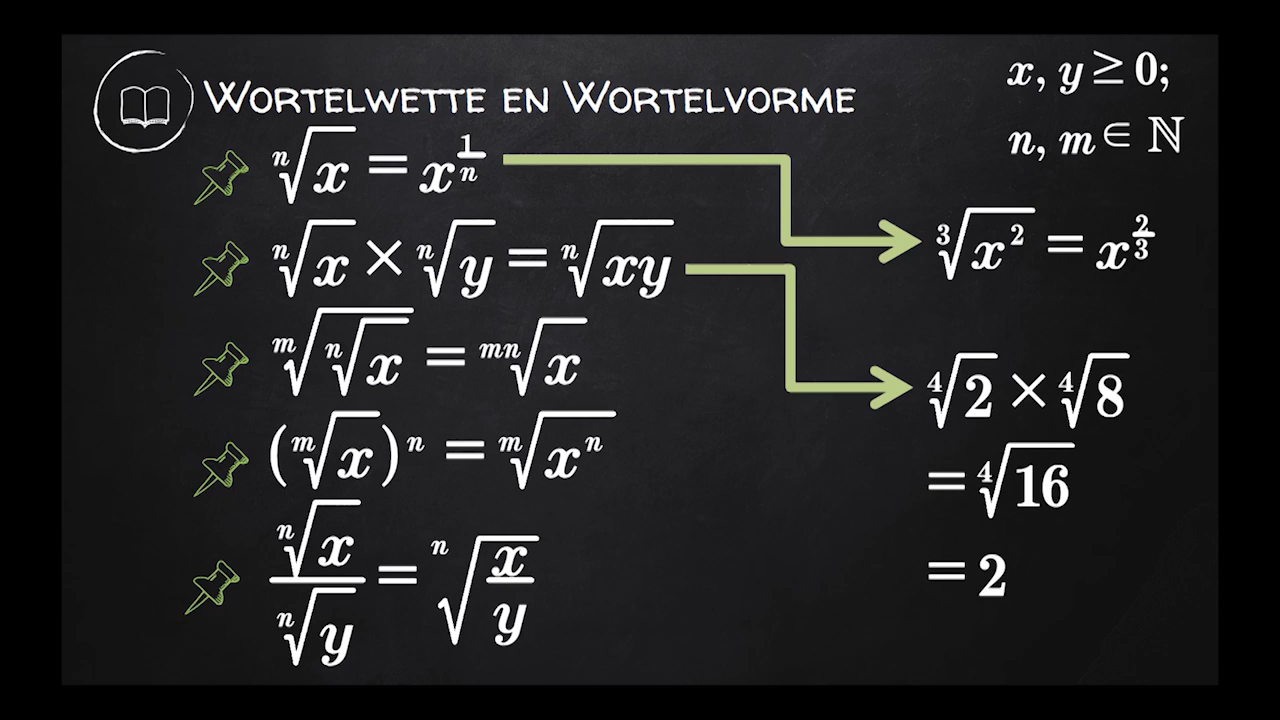 WORTELWETTE EN WORTELVORME
x, y ≥ 0;
n, m ∈ ℕ
ⁿ√x = x^(1/n)
ⁿ√x × ⁿ√y = ⁿ√(xy)
ᵐ√(ⁿ√x) = ᵐⁿ√x
(ᵐ√x)ⁿ = ᵐ√(xⁿ)
ⁿ√x / ⁿ√y = ⁿ√(x/y)
³√(x²) = x^(2/3)
⁴√2 × ⁴√8
= ⁴√16
= 2